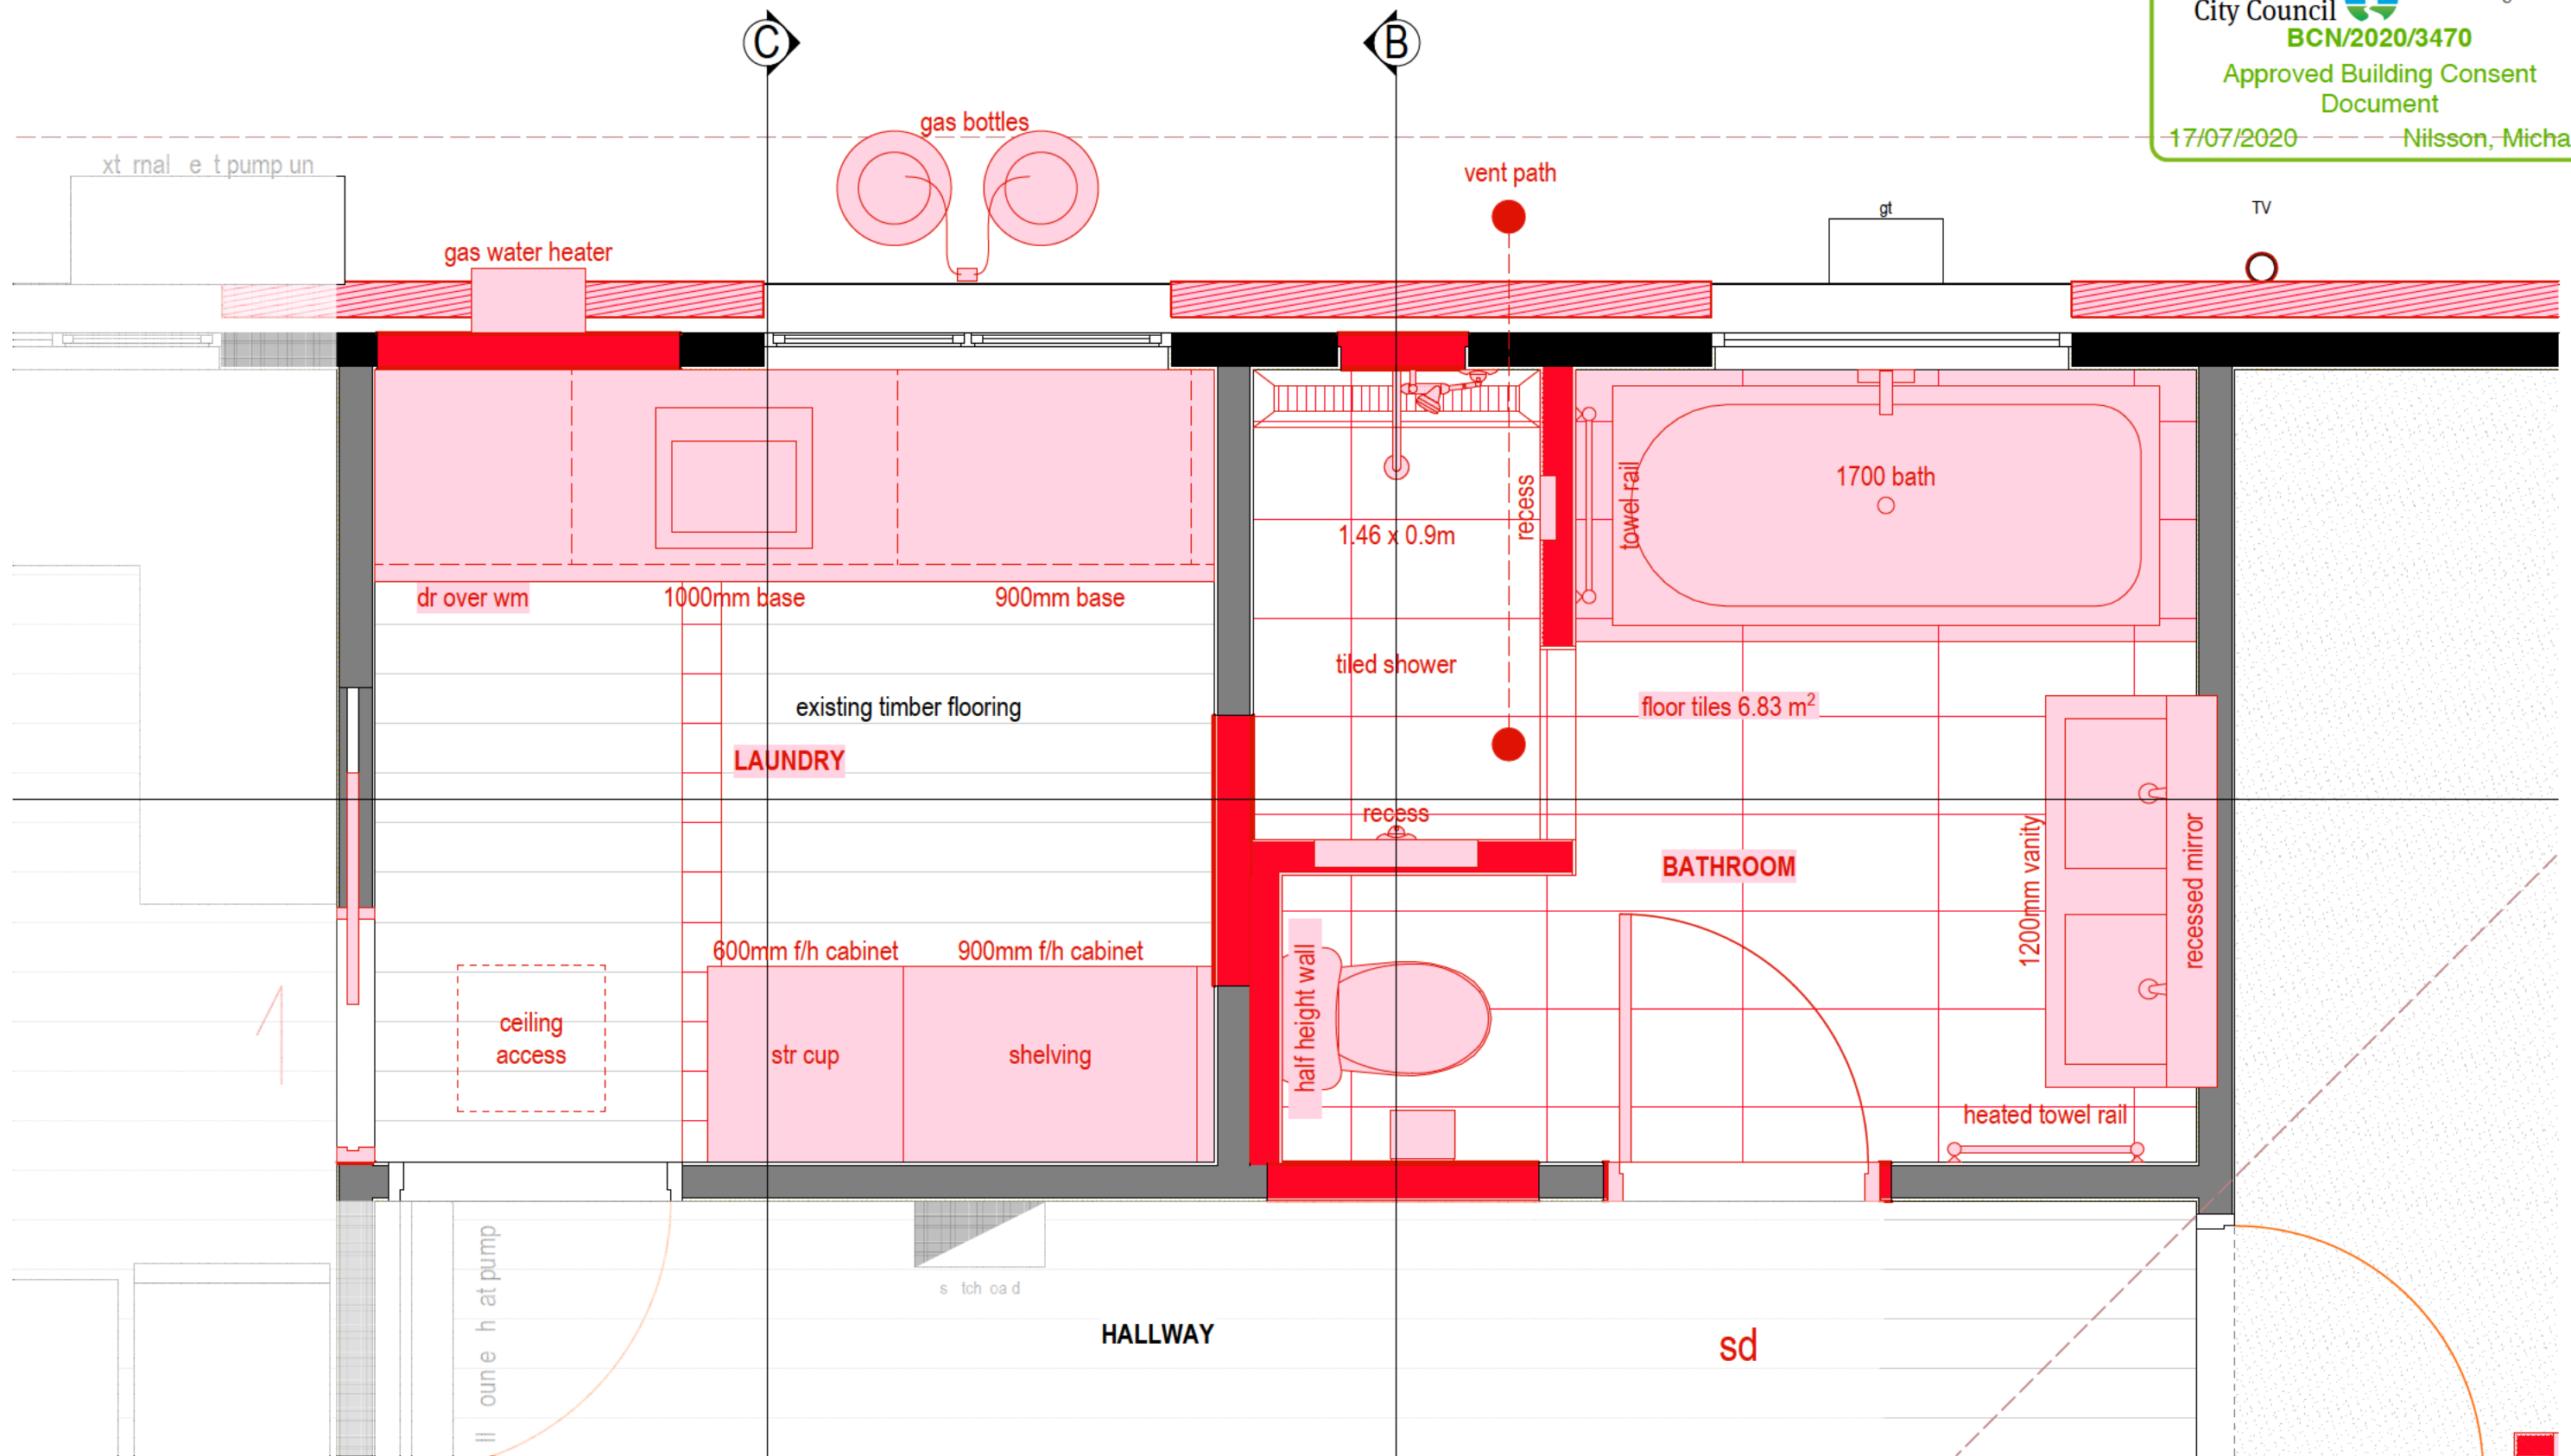 City Council
BCN/2020/3470
Approved Building Consent
Document
17/07/2020 Nilsson, Micha
C
B
gas bottles
vent path
gt
TV
gas water heater
recess
towel rail
1700 bath
1.46 x 0.9m
dr over wm
1000mm base
900mm base
tiled shower
existing timber flooring
floor tiles 6.83 m²
LAUNDRY
recess
BATHROOM
1200mm vanity
recessed mirror
600mm f/h cabinet
900mm f/h cabinet
half height wall
ceiling
access
str cup
shelving
heated towel rail
HALLWAY
sd